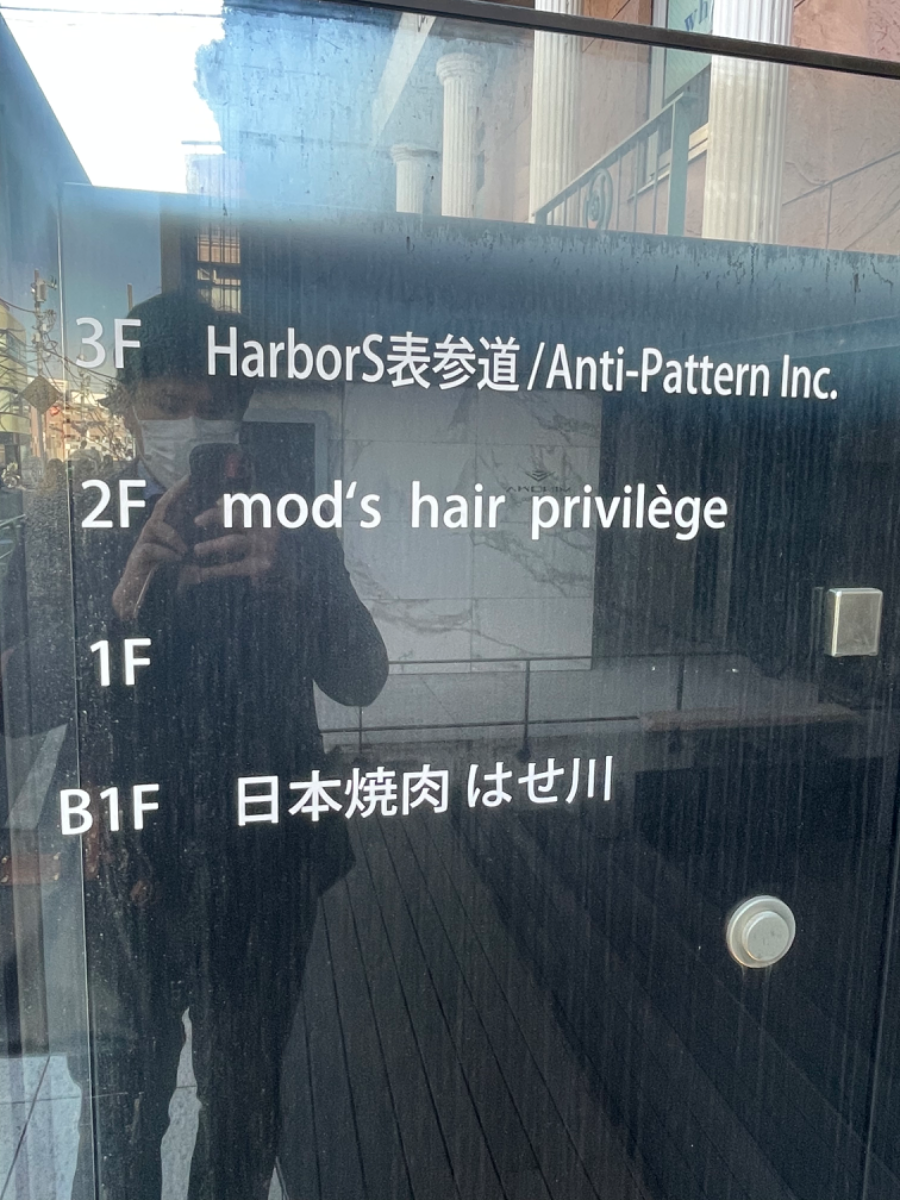 3F HarborS表参道/Anti-Pattern Inc.
2F mod‘s hair privilège
1F
B1F 日本焼肉 はせ川